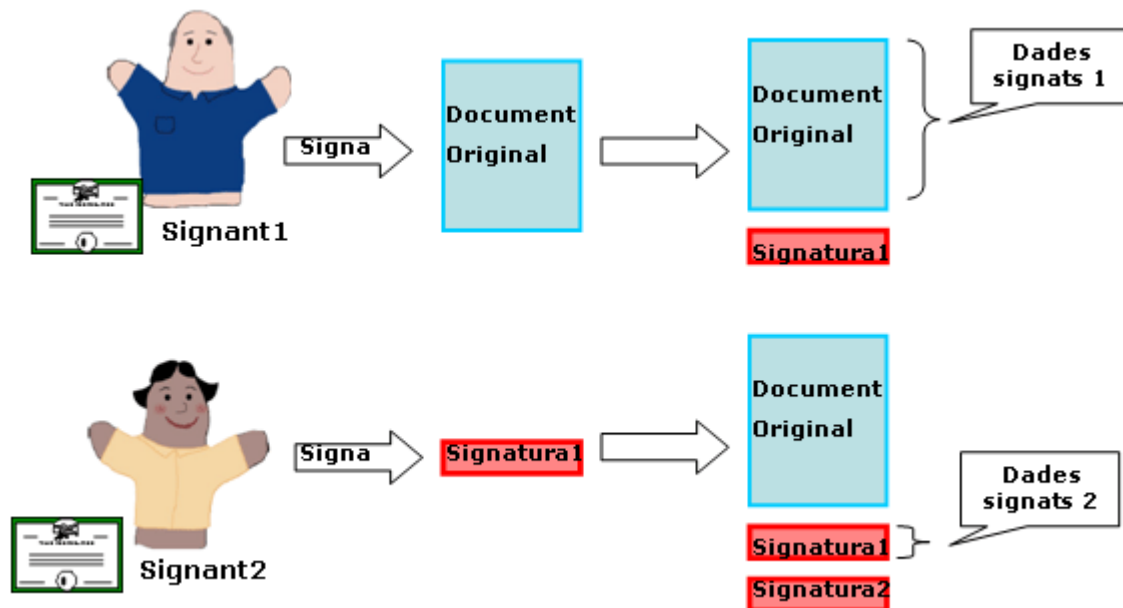 Dades
signats 1
Document
Original
Document
Original
Signa
Signant1
Signatura1
Document
Original
Signa
Signatura1
Dades
signats 2
Signatura1
Signant2
Signatura2